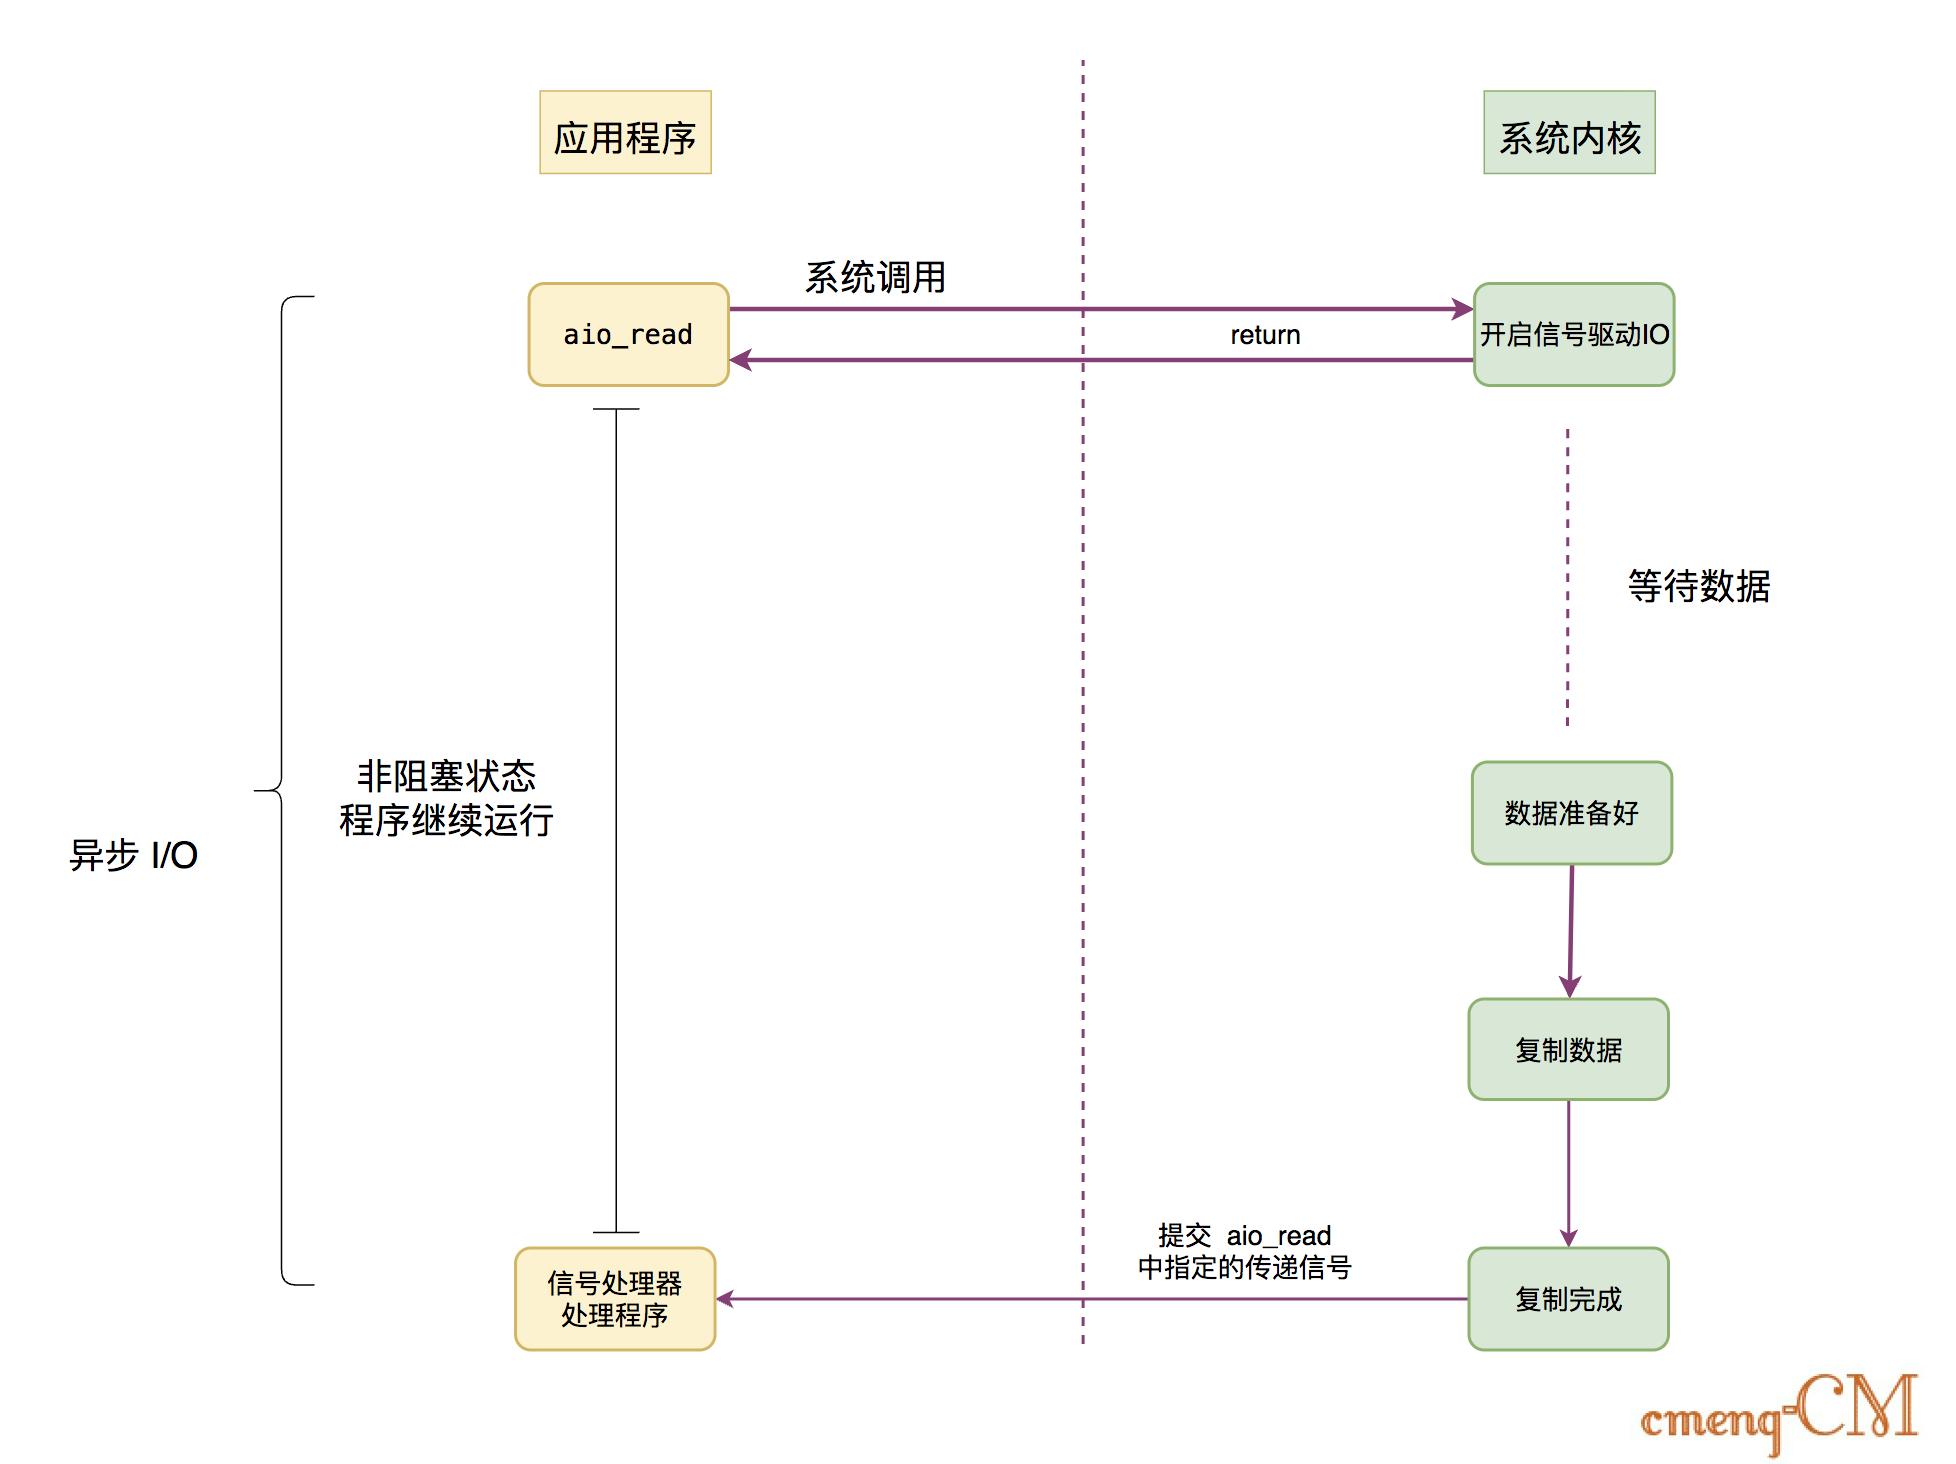 应用程序
系统内核
系统调用
aio_read
return
开启信号驱动IO
等待数据
非阻塞状态
程序继续运行
数据准备好
异步 I/O
复制数据
提交 aio_read
中指定的传递信号
信号处理器
处理程序
复制完成
cmenq-CM